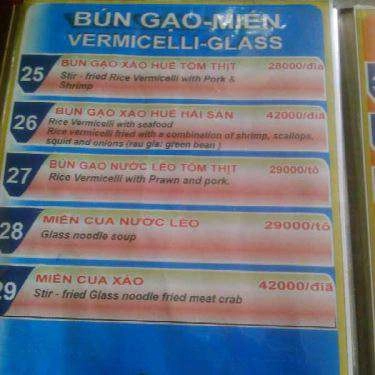 BÚN GẠO-MIẾN
VERMICELLI-GLASS
25 BÚN GẠO XÀO HUẾ TÔM THỊT 28000/dĩa
Stir - fried Rice Vermicelli with Pork &
Shrimp
26 BÚN GẠO XÀO HUẾ HẢI SẢN 42000/dĩa
Rice Vermicelli with seafood
Rice vermicelli fried with a combination of shrimp, scallops,
squid and onions (rau gia: green bean )
27 BÚN GẠO NƯỚC LÈO TÔM THỊT 29000/tô
Rice Vermicelli with Prawn and pork.
28 MIẾN CUA NƯỚC LÈO 29000/tô
Glass noodle soup
29 MIẾN CUA XÀO 42000/dĩa
Stir - fried Glass noodle fried meat crab